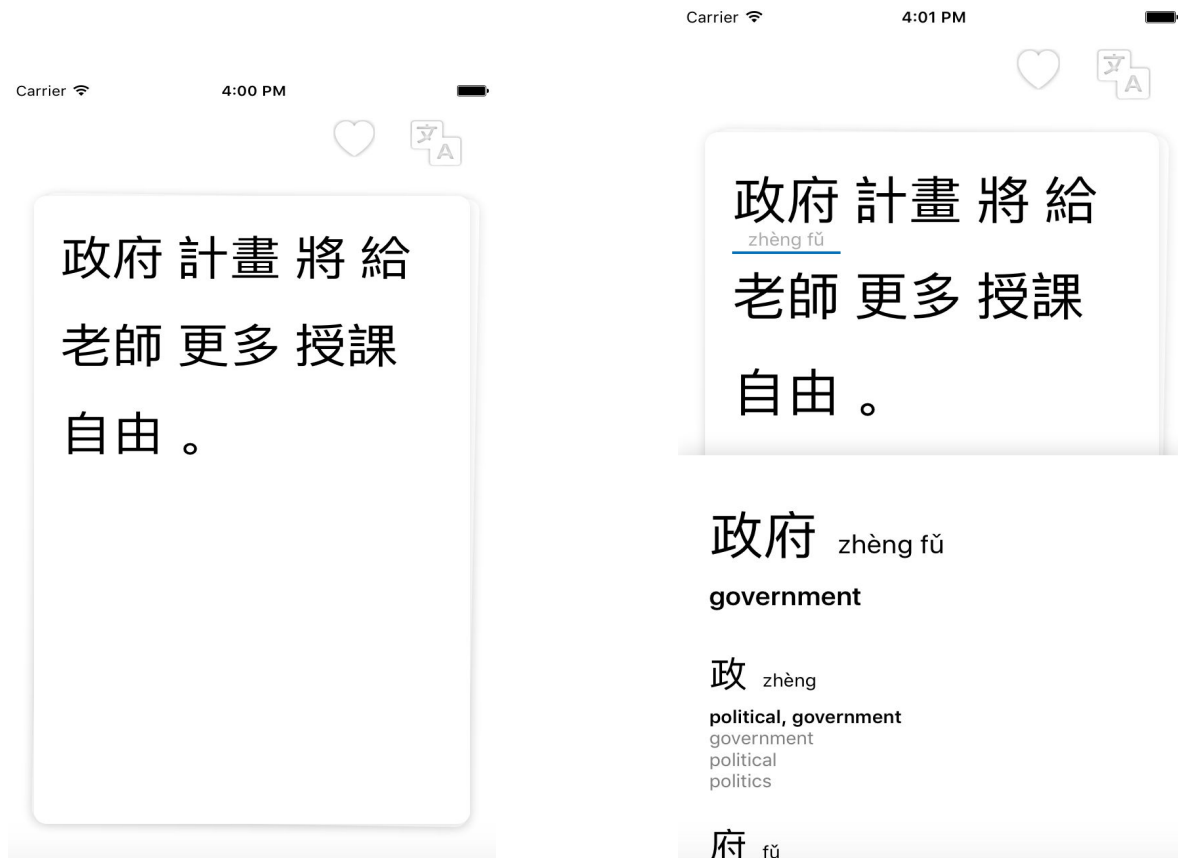 Carrier
4:00 PM
文
A
政府 計畫 將 給
老師 更多 授課
自由 。
Carrier
4:01 PM
文
A
政府 計畫 將 給
zhèng fǔ
老師 更多 授課
自由 。
政府 zhèng fǔ
government
政 zhèng
political, government
government
political
politics
府 fǔ